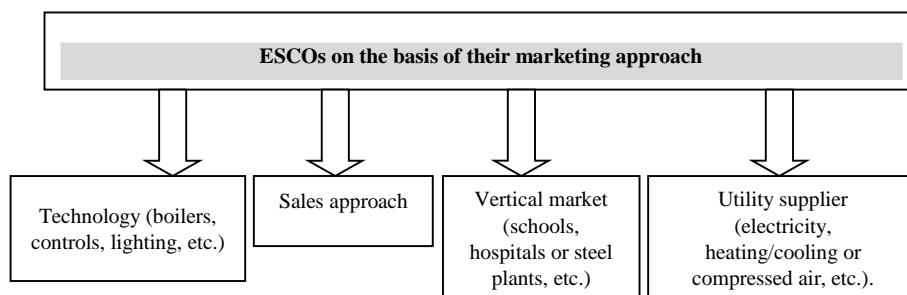 ESCOs on the basis of their marketing approach
Technology (boilers,
controls, lighting, etc.)
Sales approach
Vertical market
(schools,
hospitals or steel
plants, etc.)
Utility supplier
(electricity,
heating/cooling or
compressed air, etc.).